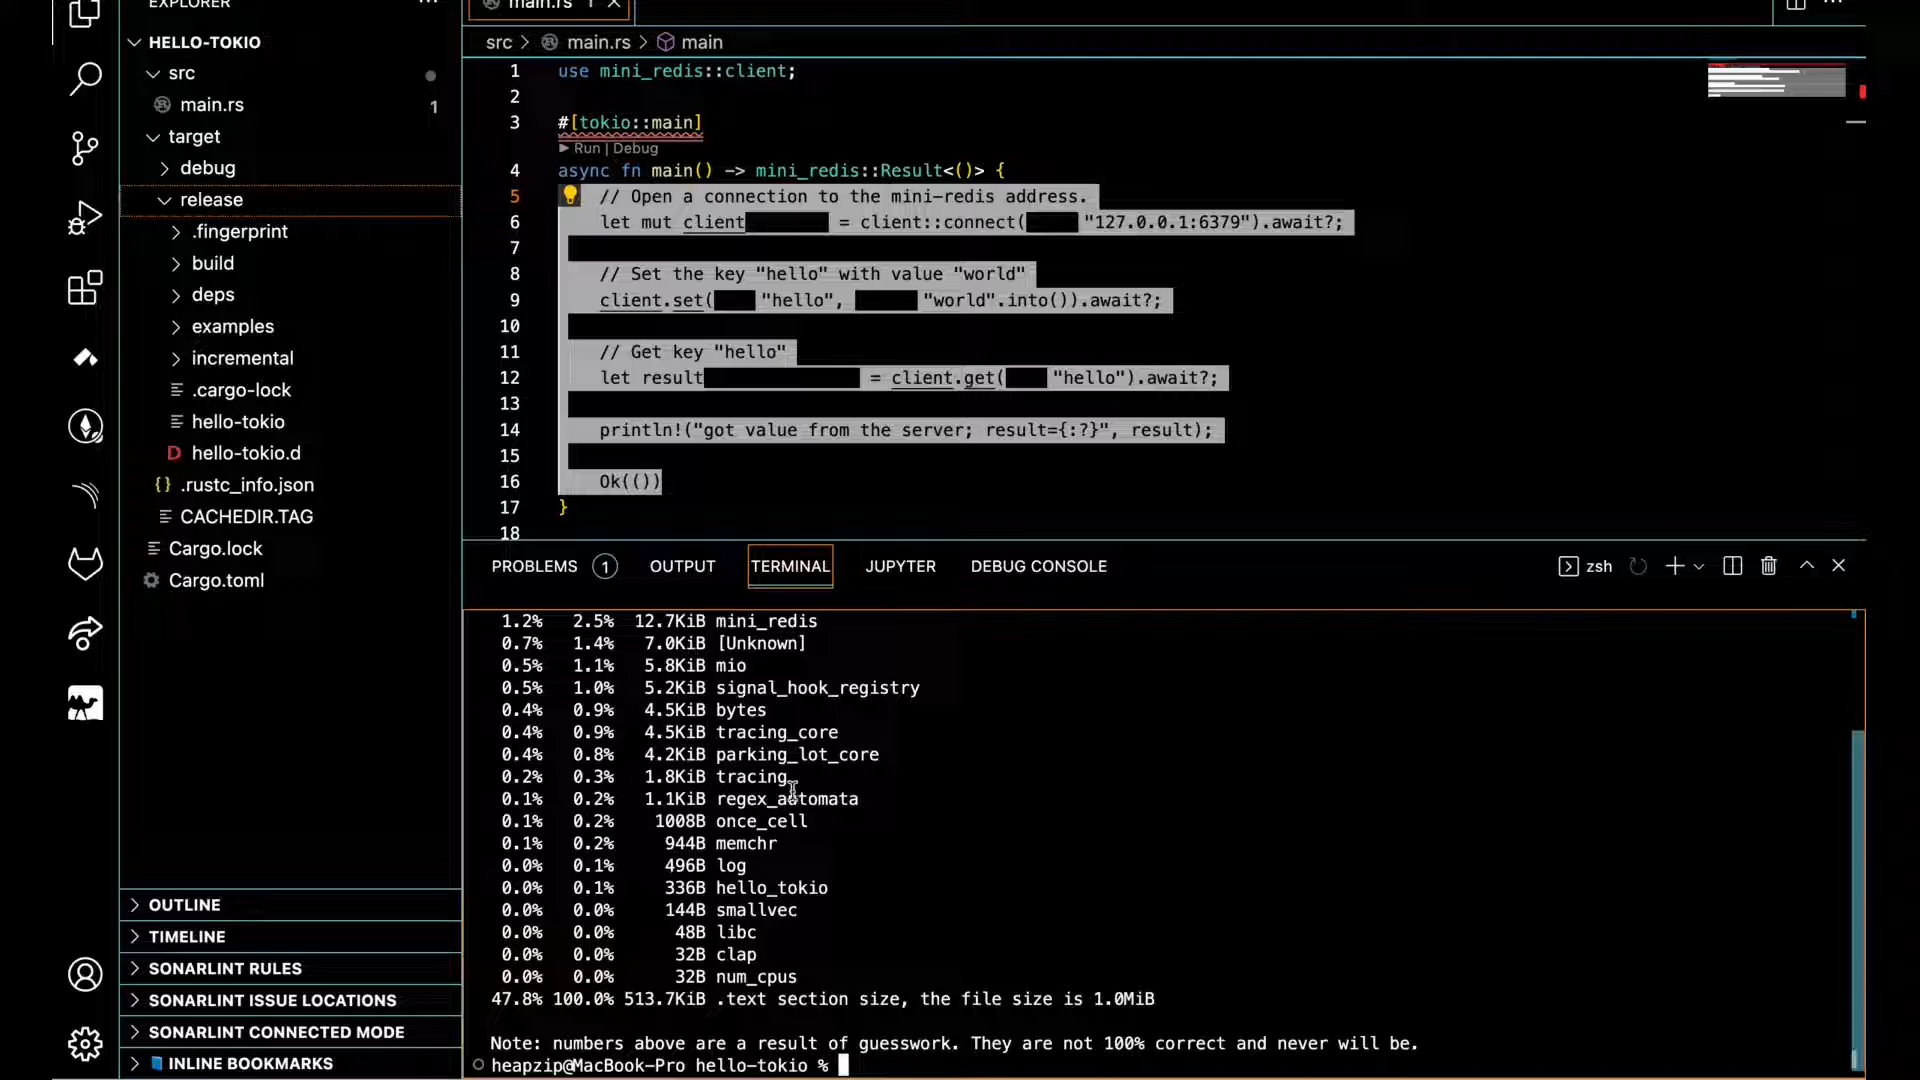 EXPLORER
HELLO-TOKIO
src
main.rs 1
target
debug
release
.fingerprint
build
deps
examples
incremental
.cargo-lock
hello-tokio
D hello-tokio.d
{} .rustc_info.json
CACHEDIR.TAG
Cargo.lock
Cargo.toml
OUTLINE
TIMELINE
SONARLINT RULES
SONARLINT ISSUE LOCATIONS
SONARLINT CONNECTED MODE
INLINE BOOKMARKS
main.rs 1
src > main.rs > main
1 use mini_redis::client;
2
3 #[tokio::main]
Run | Debug
4 async fn main() -> mini_redis::Result<()> {
5 // Open a connection to the mini-redis address.
6 let mut client = client::connect( "127.0.0.1:6379").await?;
7
8 // Set the key "hello" with value "world"
9 client.set( "hello", "world".into()).await?;
10
11 // Get key "hello"
12 let result = client.get( "hello").await?;
13
14 println!("got value from the server; result={:?}", result);
15
16 Ok(())
17 }
18
PROBLEMS 1 OUTPUT TERMINAL JUPYTER DEBUG CONSOLE zsh
1.2% 2.5% 12.7KiB mini_redis
0.7% 1.4% 7.0KiB [Unknown]
0.5% 1.1% 5.8KiB mio
0.5% 1.0% 5.2KiB signal_hook_registry
0.4% 0.9% 4.5KiB bytes
0.4% 0.9% 4.5KiB tracing_core
0.4% 0.8% 4.2KiB parking_lot_core
0.2% 0.3% 1.8KiB tracing
0.1% 0.2% 1.1KiB regex_automata
0.1% 0.2% 1008B once_cell
0.1% 0.2% 944B memchr
0.0% 0.1% 496B log
0.0% 0.1% 336B hello_tokio
0.0% 0.0% 144B smallvec
0.0% 0.0% 48B libc
0.0% 0.0% 32B clap
0.0% 0.0% 32B num_cpus
47.8% 100.0% 513.7KiB .text section size, the file size is 1.0MiB
Note: numbers above are a result of guesswork. They are not 100% correct and never will be.
heapzip@MacBook-Pro hello-tokio %